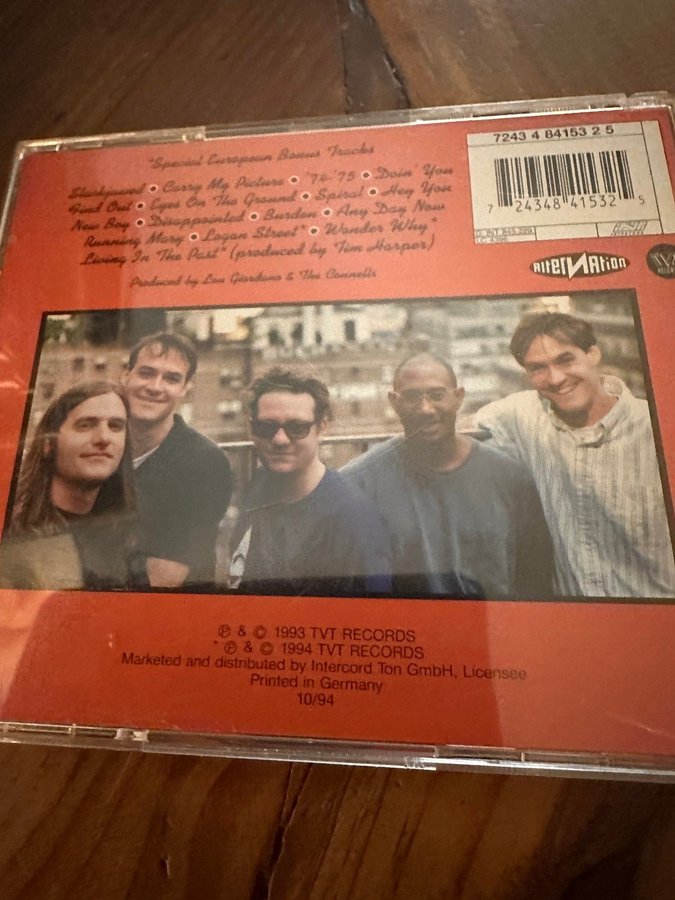 *Special European Bonus Tracks
Slackjawed • Carry My Picture • '74-'75 • Doin' You
Find Out • Eyes On The Ground • Spiral • Hey You
New Boy • Disappointed • Burden • Any Day Now
Running Mary • Logan Street* • Wonder Why*
Living In The Past* (produced by Tim Harper)
Produced by Lou Giordano & The Connells
7243 4 84153 2 5
7 24348 41532 5
AlterNAtion
TVT
℗ & © 1993 TVT RECORDS
* ℗ & © 1994 TVT RECORDS
Marketed and distributed by Intercord Ton GmbH, Licensee
Printed in Germany
10/94